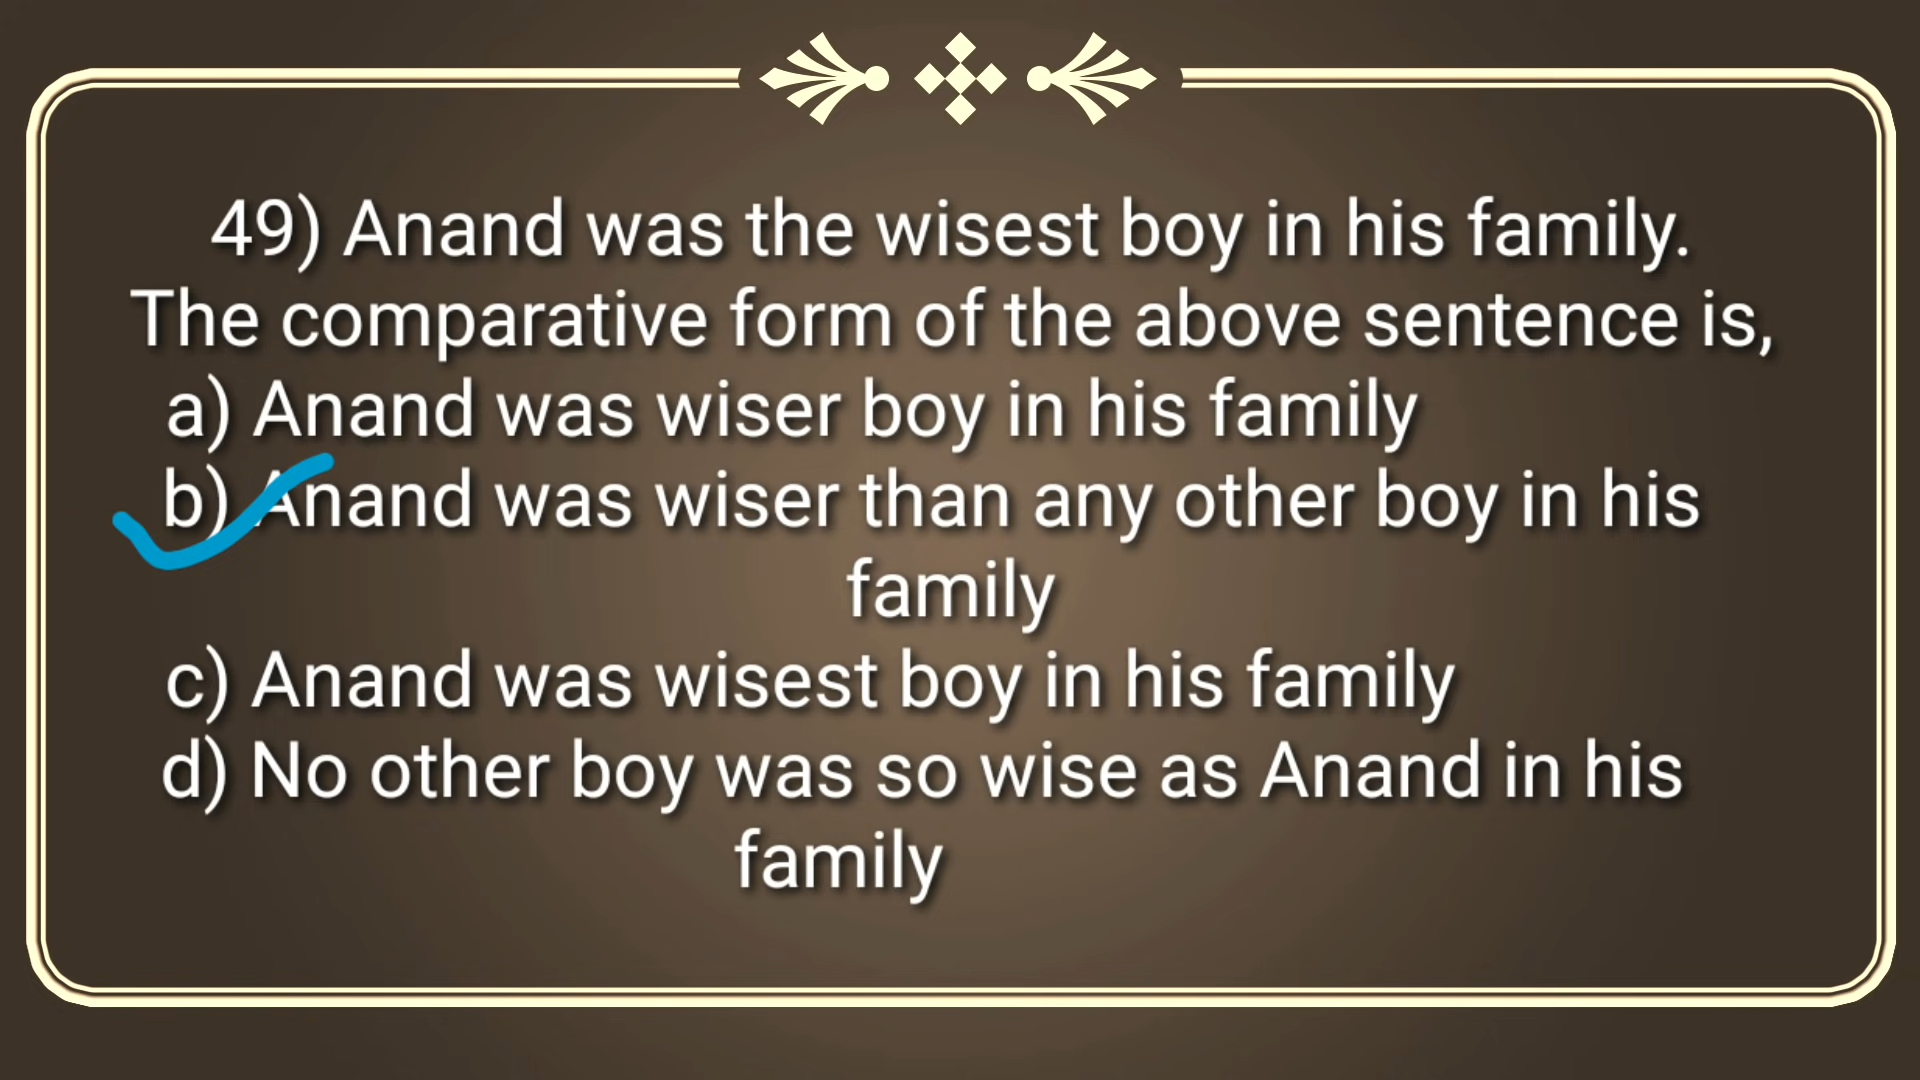 49) Anand was the wisest boy in his family.
The comparative form of the above sentence is,
a) Anand was wiser boy in his family
b) Anand was wiser than any other boy in his
family
c) Anand was wisest boy in his family
d) No other boy was so wise as Anand in his
family